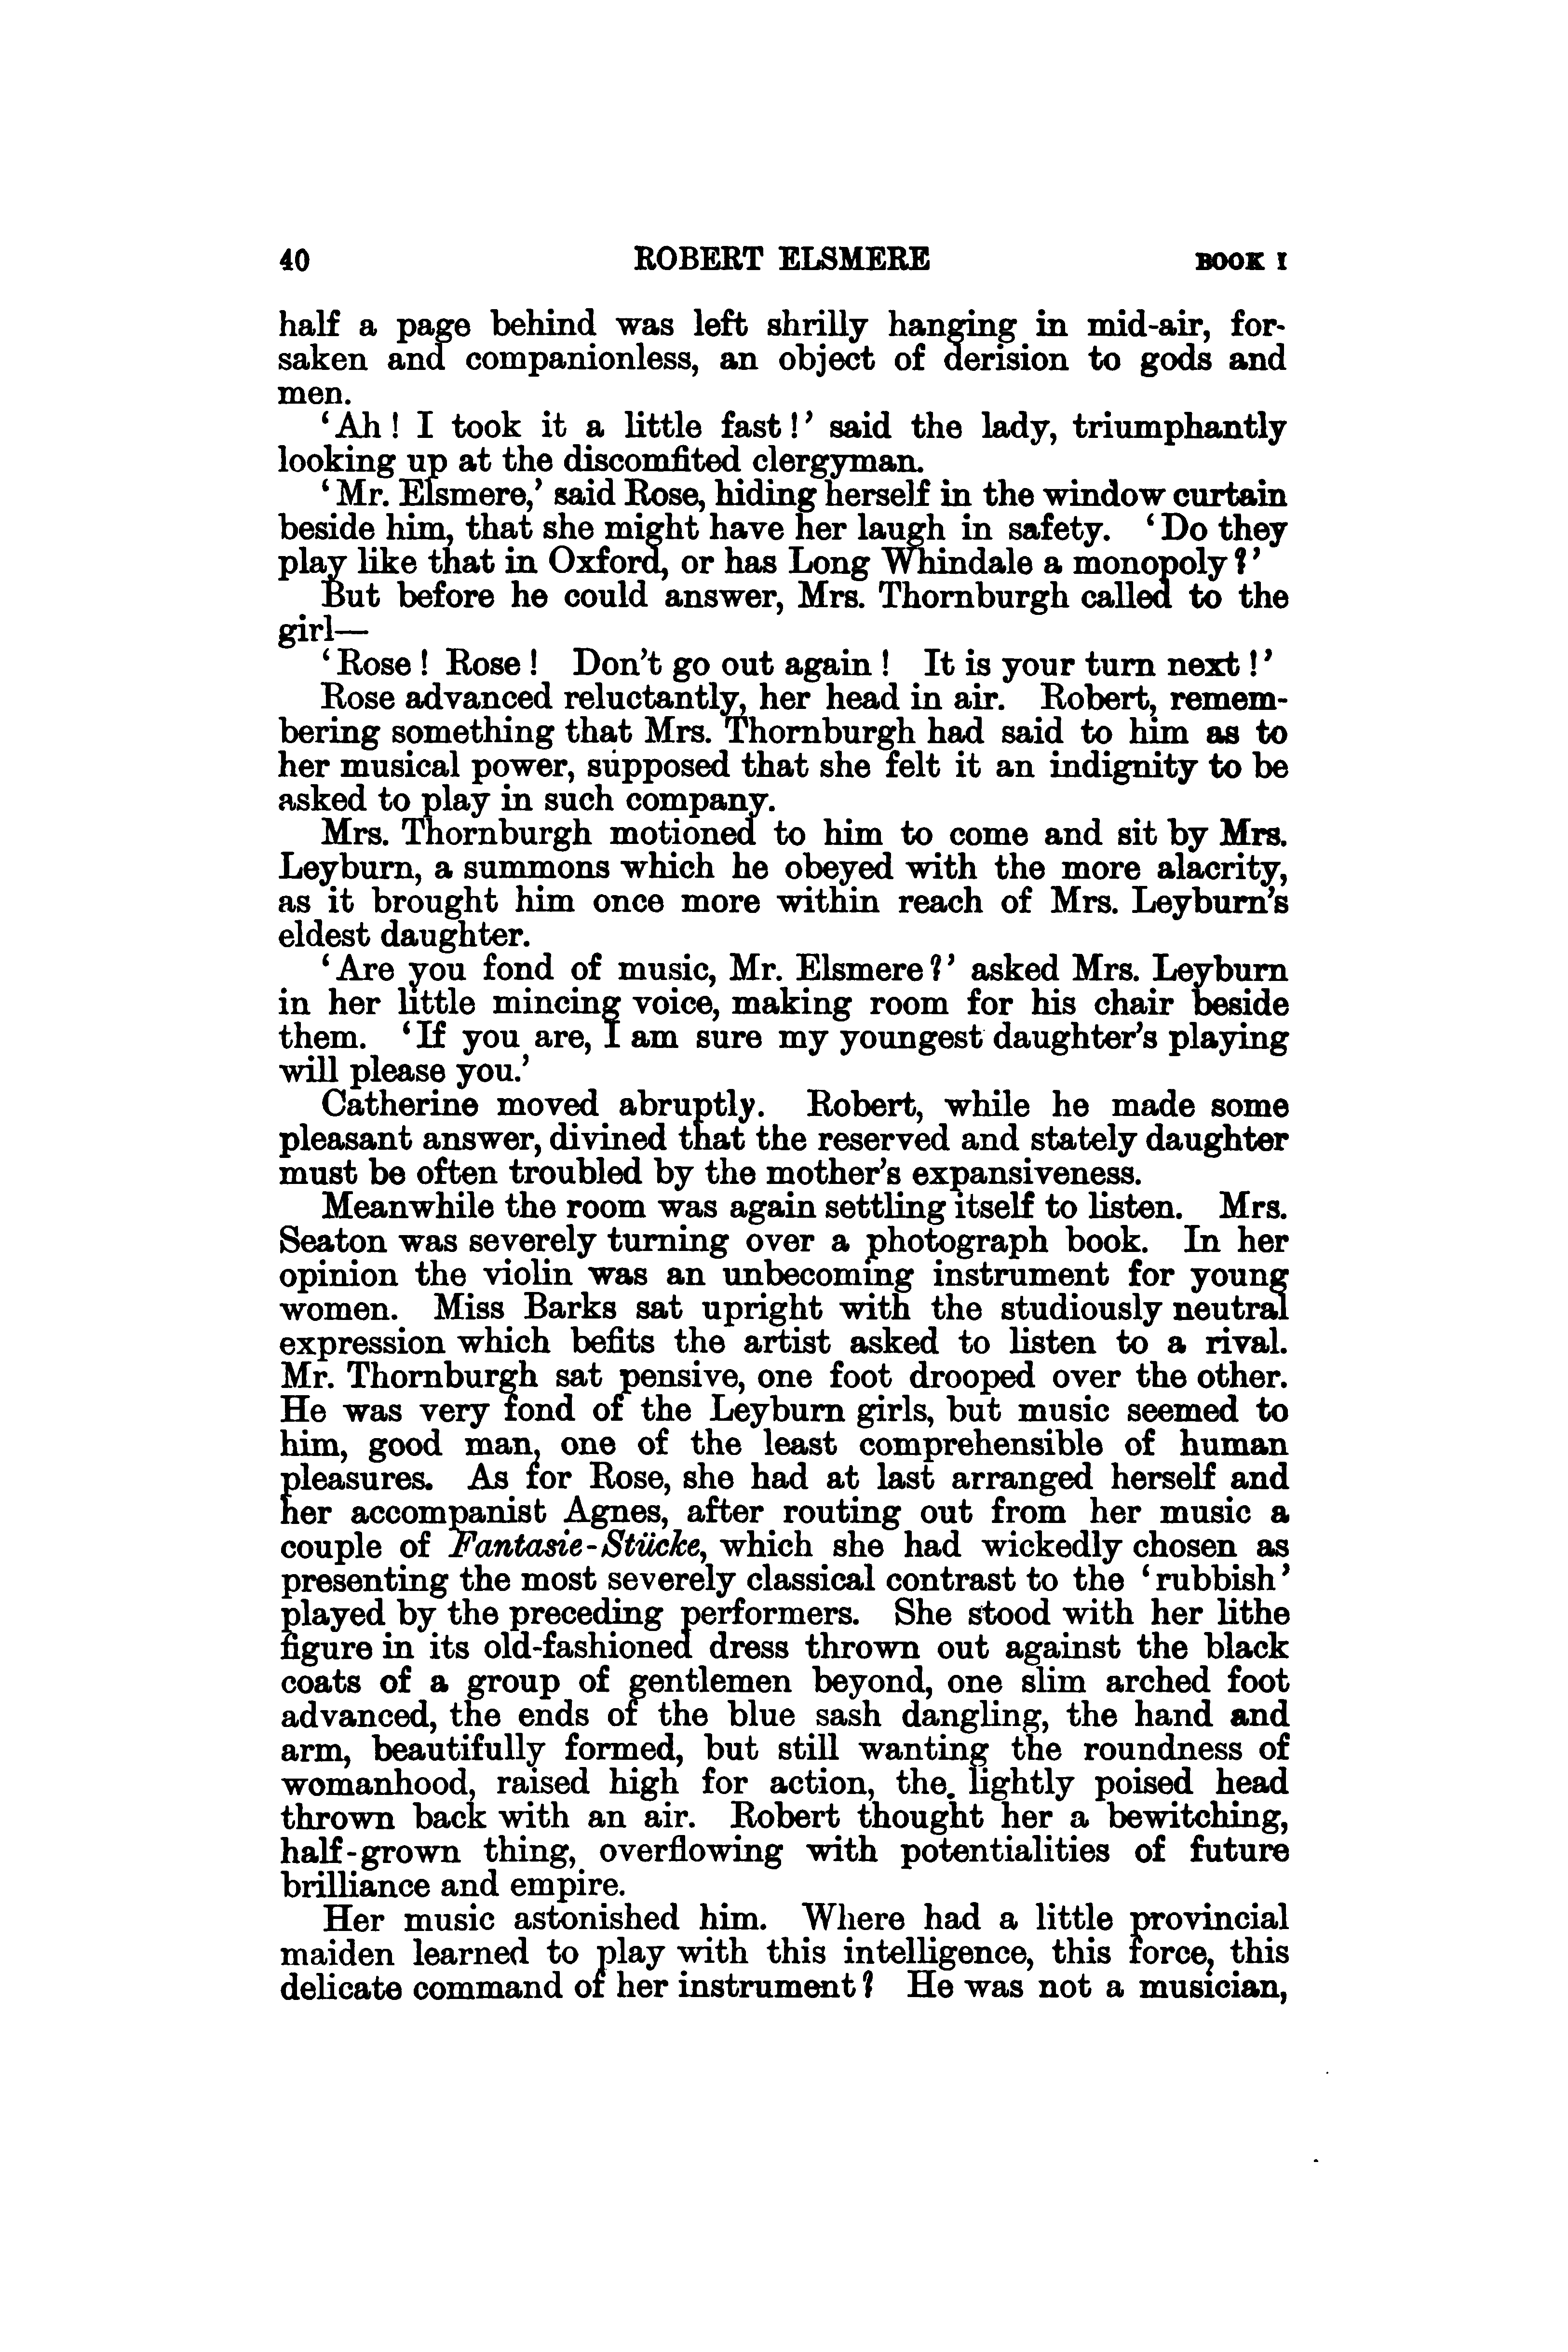 40 ROBERT ELSMERE BOOK I
half a page behind was left shrilly hanging in mid-air, for-
saken and companionless, an object of derision to gods and
men.
‘Ah! I took it a little fast!’ said the lady, triumphantly
looking up at the discomfited clergyman.
‘Mr. Elsmere,’ said Rose, hiding herself in the window curtain
beside him, that she might have her laugh in safety. ‘Do they
play like that in Oxford, or has Long Whindale a monopoly?’
But before he could answer, Mrs. Thornburgh called to the
girl—
‘Rose! Rose! Don't go out again! It is your turn next!’
Rose advanced reluctantly, her head in air. Robert, remem-
bering something that Mrs. Thornburgh had said to him as to
her musical power, supposed that she felt it an indignity to be
asked to play in such company.
Mrs. Thornburgh motioned to him to come and sit by Mrs.
Leyburn, a summons which he obeyed with the more alacrity,
as it brought him once more within reach of Mrs. Leyburn's
eldest daughter.
‘Are you fond of music, Mr. Elsmere?’ asked Mrs. Leyburn
in her little mincing voice, making room for his chair beside
them. ‘If you are, I am sure my youngest daughter's playing
will please you.’
Catherine moved abruptly. Robert, while he made some
pleasant answer, divined that the reserved and stately daughter
must be often troubled by the mother's expansiveness.
Meanwhile the room was again settling itself to listen. Mrs.
Seaton was severely turning over a photograph book. In her
opinion the violin was an unbecoming instrument for young
women. Miss Barks sat upright with the studiously neutral
expression which befits the artist asked to listen to a rival.
Mr. Thornburgh sat pensive, one foot drooped over the other.
He was very fond of the Leyburn girls, but music seemed to
him, good man, one of the least comprehensible of human
pleasures. As for Rose, she had at last arranged herself and
her accompanist Agnes, after routing out from her music a
couple of Fantasie-Stücke, which she had wickedly chosen as
presenting the most severely classical contrast to the ‘rubbish’
played by the preceding performers. She stood with her lithe
figure in its old-fashioned dress thrown out against the black
coats of a group of gentlemen beyond, one slim arched foot
advanced, the ends of the blue sash dangling, the hand and
arm, beautifully formed, but still wanting the roundness of
womanhood, raised high for action, the lightly poised head
thrown back with an air. Robert thought her a bewitching,
half-grown thing, overflowing with potentialities of future
brilliance and empire.
Her music astonished him. Where had a little provincial
maiden learned to play with this intelligence, this force, this
delicate command of her instrument? He was not a musician,